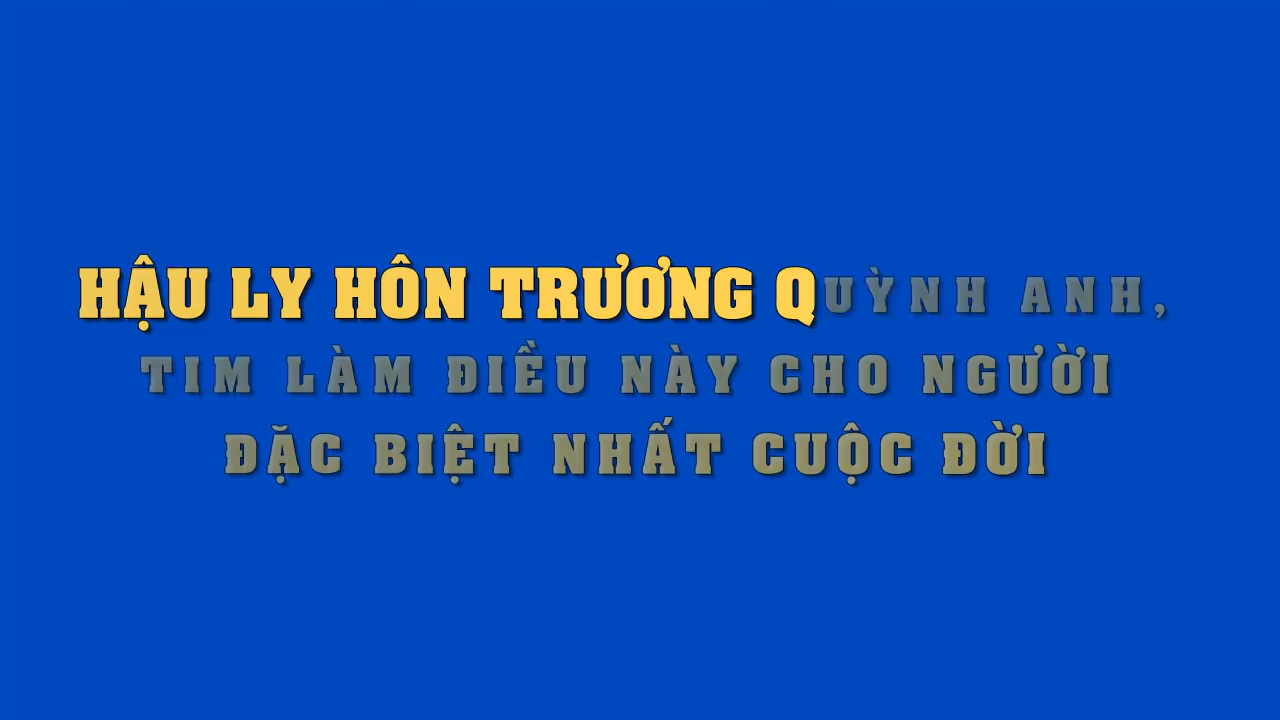 HẬU LY HÔN TRƯƠNG QUỲNH ANH,
TIM LÀM ĐIỀU NÀY CHO NGƯỜI
ĐẶC BIỆT NHẤT CUỘC ĐỜI